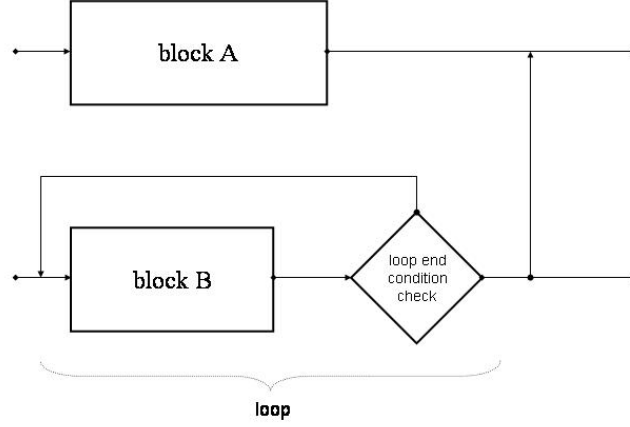 block A
block B
loop end
condition
check
loop